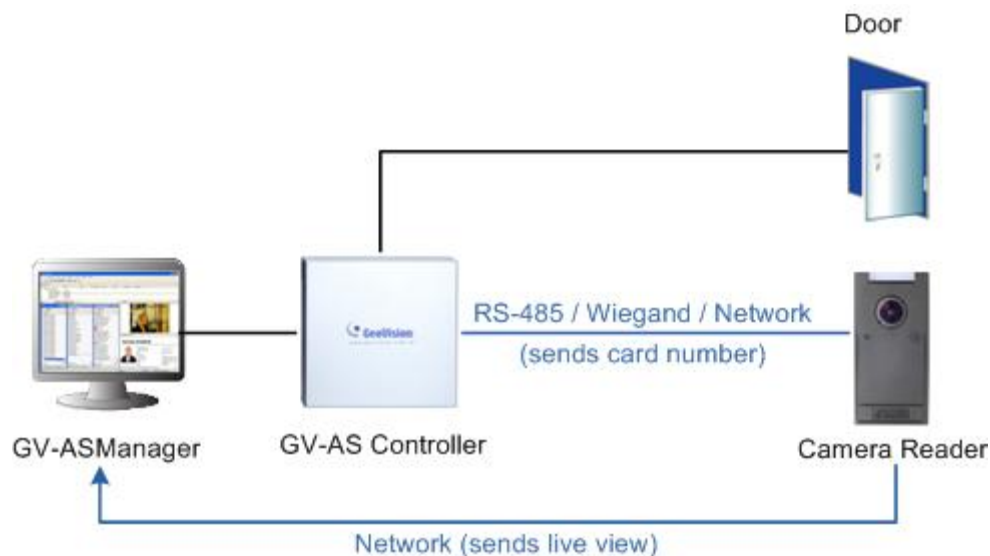 Door
GeoVision
RS-485 / Wiegand / Network
(sends card number)
GV-ASManager
GV-AS Controller
Camera Reader
Network (sends live view)